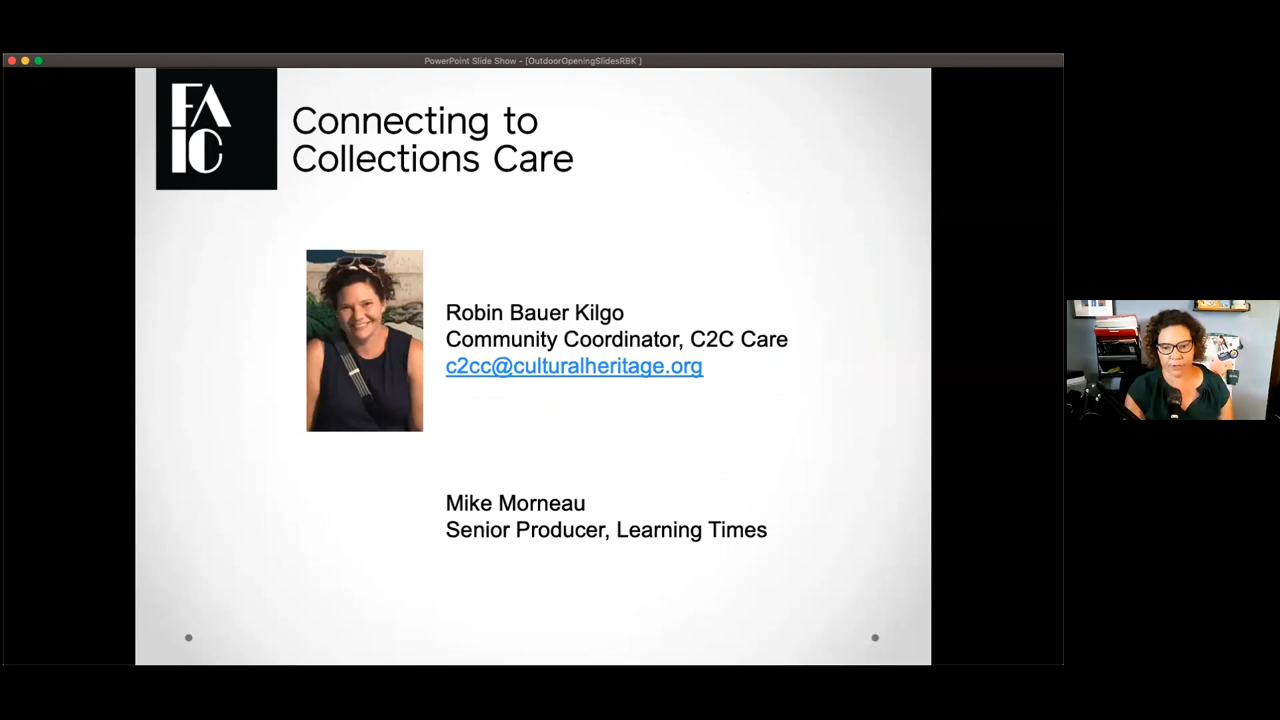 PowerPoint Slide Show - [OutdoorOpeningSlidesRBK ]
FA
IC
Connecting to
Collections Care
Robin Bauer Kilgo
Community Coordinator, C2C Care
c2cc@culturalheritage.org
Mike Morneau
Senior Producer, Learning Times